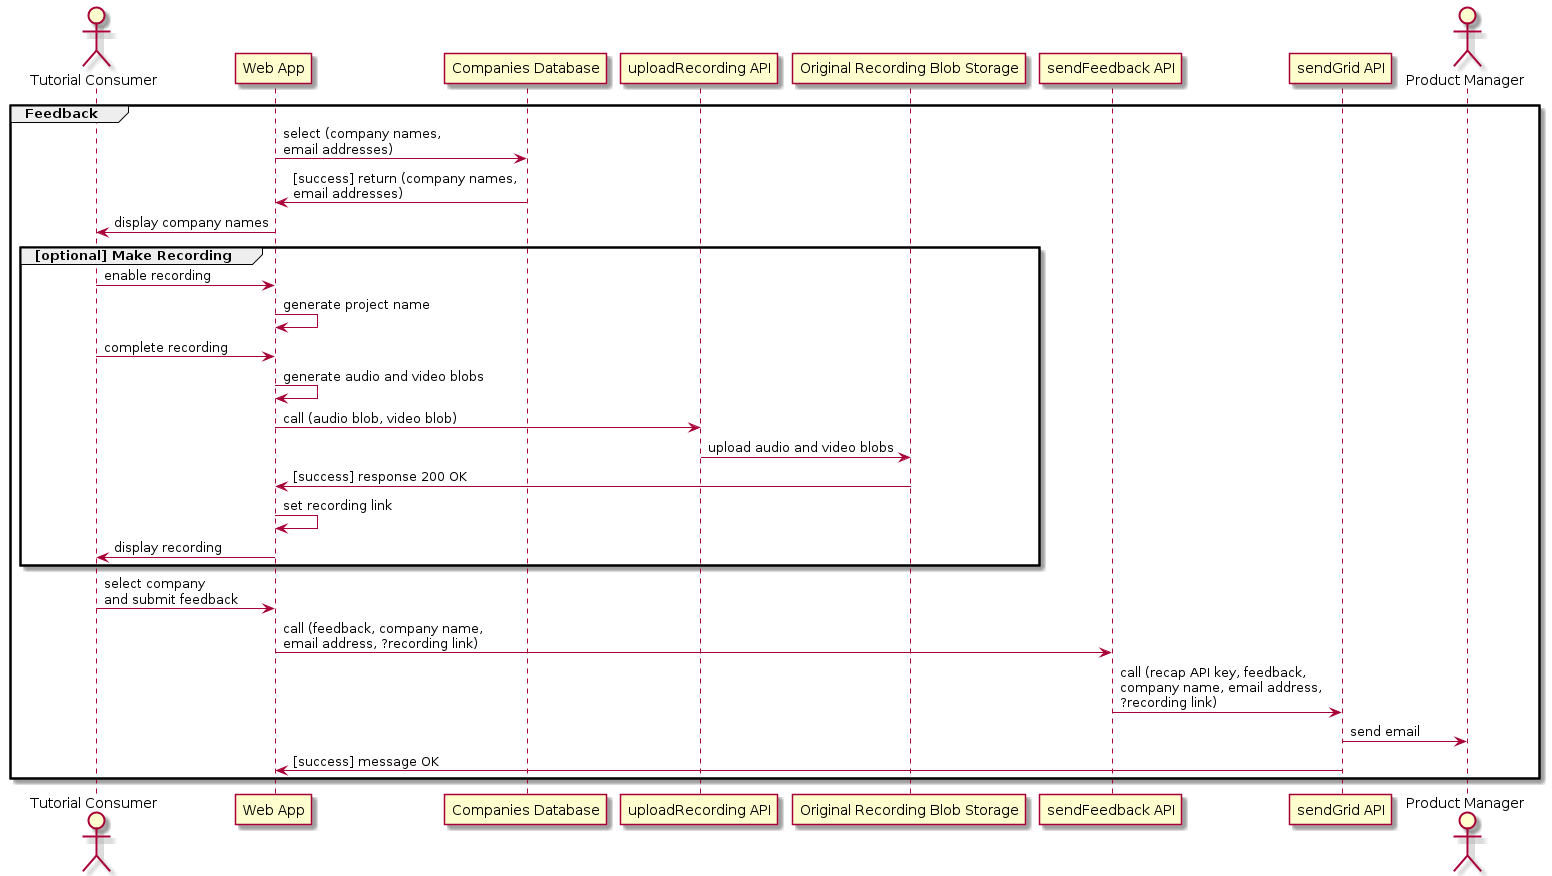 Tutorial Consumer
Web App
Companies Database
uploadRecording API
Original Recording Blob Storage
sendFeedback API
sendGrid API
Product Manager
Feedback
select (company names,
email addresses)
[success] return (company names,
email addresses)
display company names
[optional] Make Recording
enable recording
generate project name
complete recording
generate audio and video blobs
call (audio blob, video blob)
upload audio and video blobs
[success] response 200 OK
set recording link
display recording
select company
and submit feedback
call (feedback, company name,
email address, ?recording link)
call (recap API key, feedback,
company name, email address,
?recording link)
send email
[success] message OK
Tutorial Consumer
Web App
Companies Database
uploadRecording API
Original Recording Blob Storage
sendFeedback API
sendGrid API
Product Manager